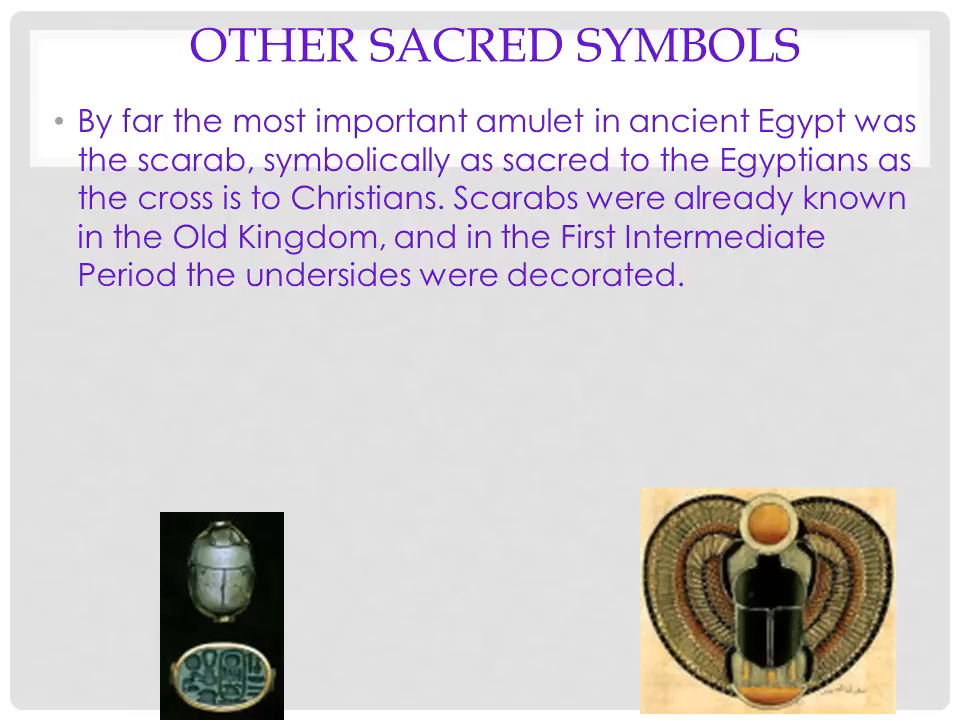 OTHER SACRED SYMBOLS
• By far the most important amulet in ancient Egypt was
the scarab, symbolically as sacred to the Egyptians as
the cross is to Christians. Scarabs were already known
in the Old Kingdom, and in the First Intermediate
Period the undersides were decorated.